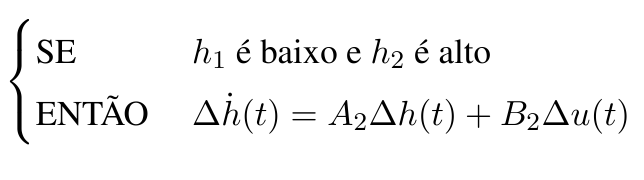 SE h₁ é baixo e h₂ é alto
ENTÃO Δḣ(t) = A₂Δh(t) + B₂Δu(t)